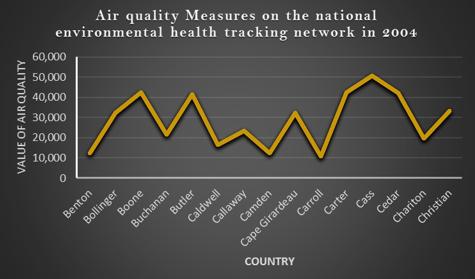 Air quality Measures on the national
environmental health tracking network in 2004
VALUE OF AIR QUALITY
60,000
50,000
40,000
30,000
20,000
10,000
0
Benton
Bollinger
Boone
Buchanan
Butler
Caldwell
Callaway
Camden
Cape Girardeau
Carroll
Carter
Cass
Cedar
Chariton
Christian
COUNTRY